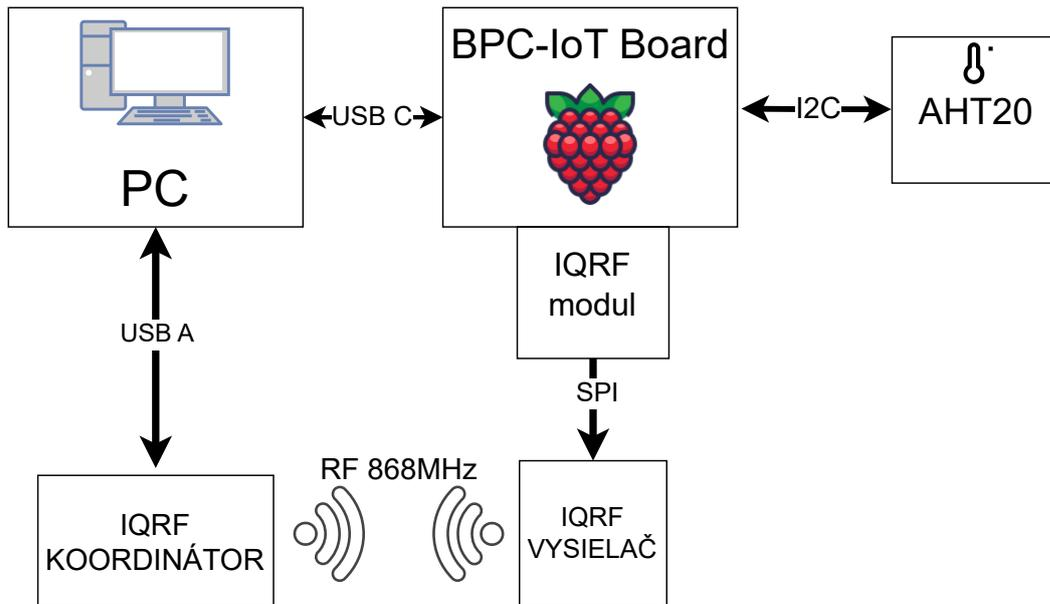 PC
USB C
BPC-IoT Board
I2C
AHT20
IQRF
modul
USB A
SPI
RF 868MHz
IQRF
KOORDINÁTOR
IQRF
VYSIELAČ